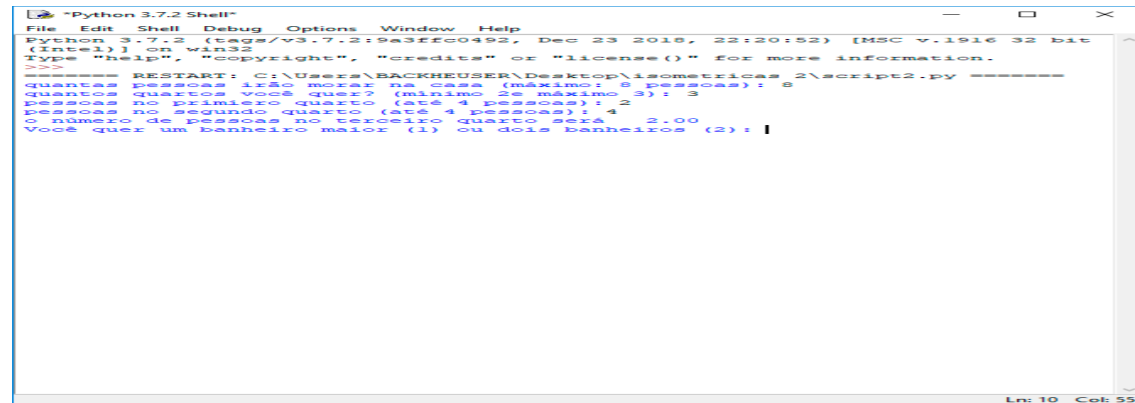 *Python 3.7.2 Shell*
File Edit Shell Debug Options Window Help
Python 3.7.2 (tags/v3.7.2:9a3ffc0492, Dec 23 2018, 22:20:52) [MSC v.1916 32 bit
(Intel)] on win32
Type "help", "copyright", "credits" or "license()" for more information.
>>>
======= RESTART: C:\Users\BACKHEUSER\Desktop\isometricas 2\script2.py =======
quantas pessoas irão morar na casa (máximo: 8 pessoas): 8
quantos quartos você quer? (minimo 2e máximo 3): 3
pessoas no primiero quarto (até 4 pessoas): 2
pessoas no segundo quarto (até 4 pessoas): 4
o número de pessoas no terceiro quarto será 2.00
Você quer um banheiro maior (1) ou dois banheiros (2):
Ln: 10 Col: 55